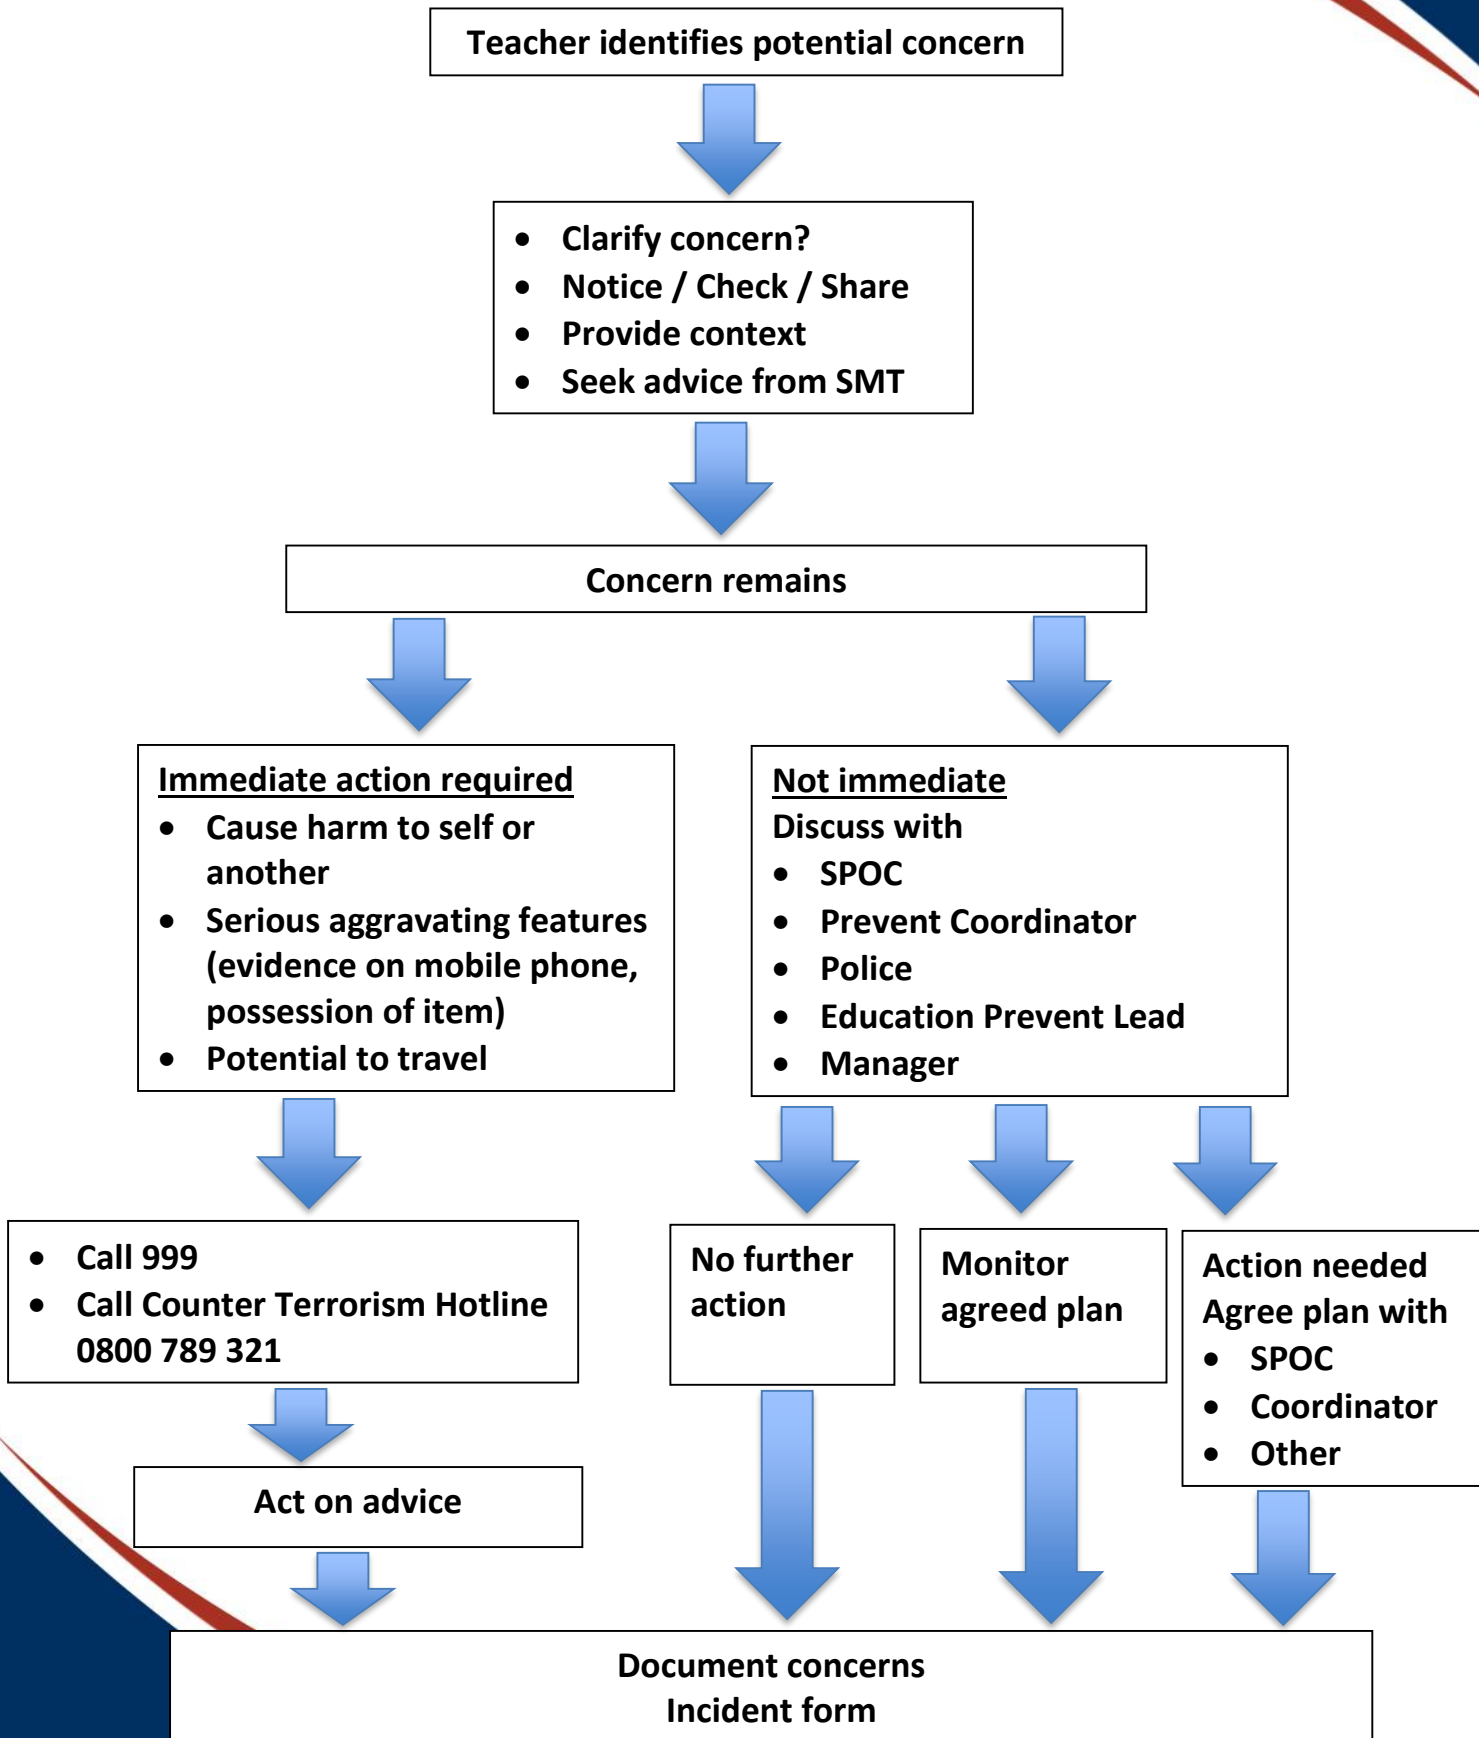 Teacher identifies potential concern
• Clarify concern?
• Notice / Check / Share
• Provide context
• Seek advice from SMT
Concern remains
Immediate action required
• Cause harm to self or
another
• Serious aggravating features
(evidence on mobile phone,
possession of item)
• Potential to travel
Not immediate
Discuss with
• SPOC
• Prevent Coordinator
• Police
• Education Prevent Lead
• Manager
• Call 999
• Call Counter Terrorism Hotline
0800 789 321
No further
action
Monitor
agreed plan
Action needed
Agree plan with
• SPOC
• Coordinator
• Other
Act on advice
Document concerns
Incident form